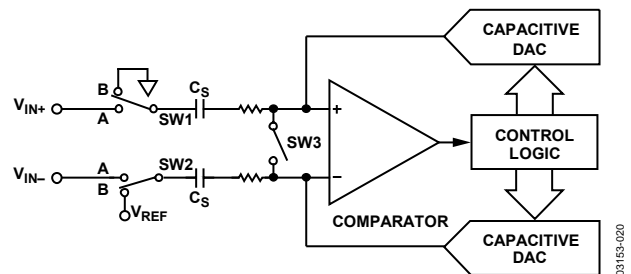 CAPACITIVE
DAC
B
C_S
V_IN+
A
SW1
+
SW3
CONTROL
LOGIC
V_IN–
A
SW2
–
B
C_S
V_REF
COMPARATOR
CAPACITIVE
DAC
03153-020